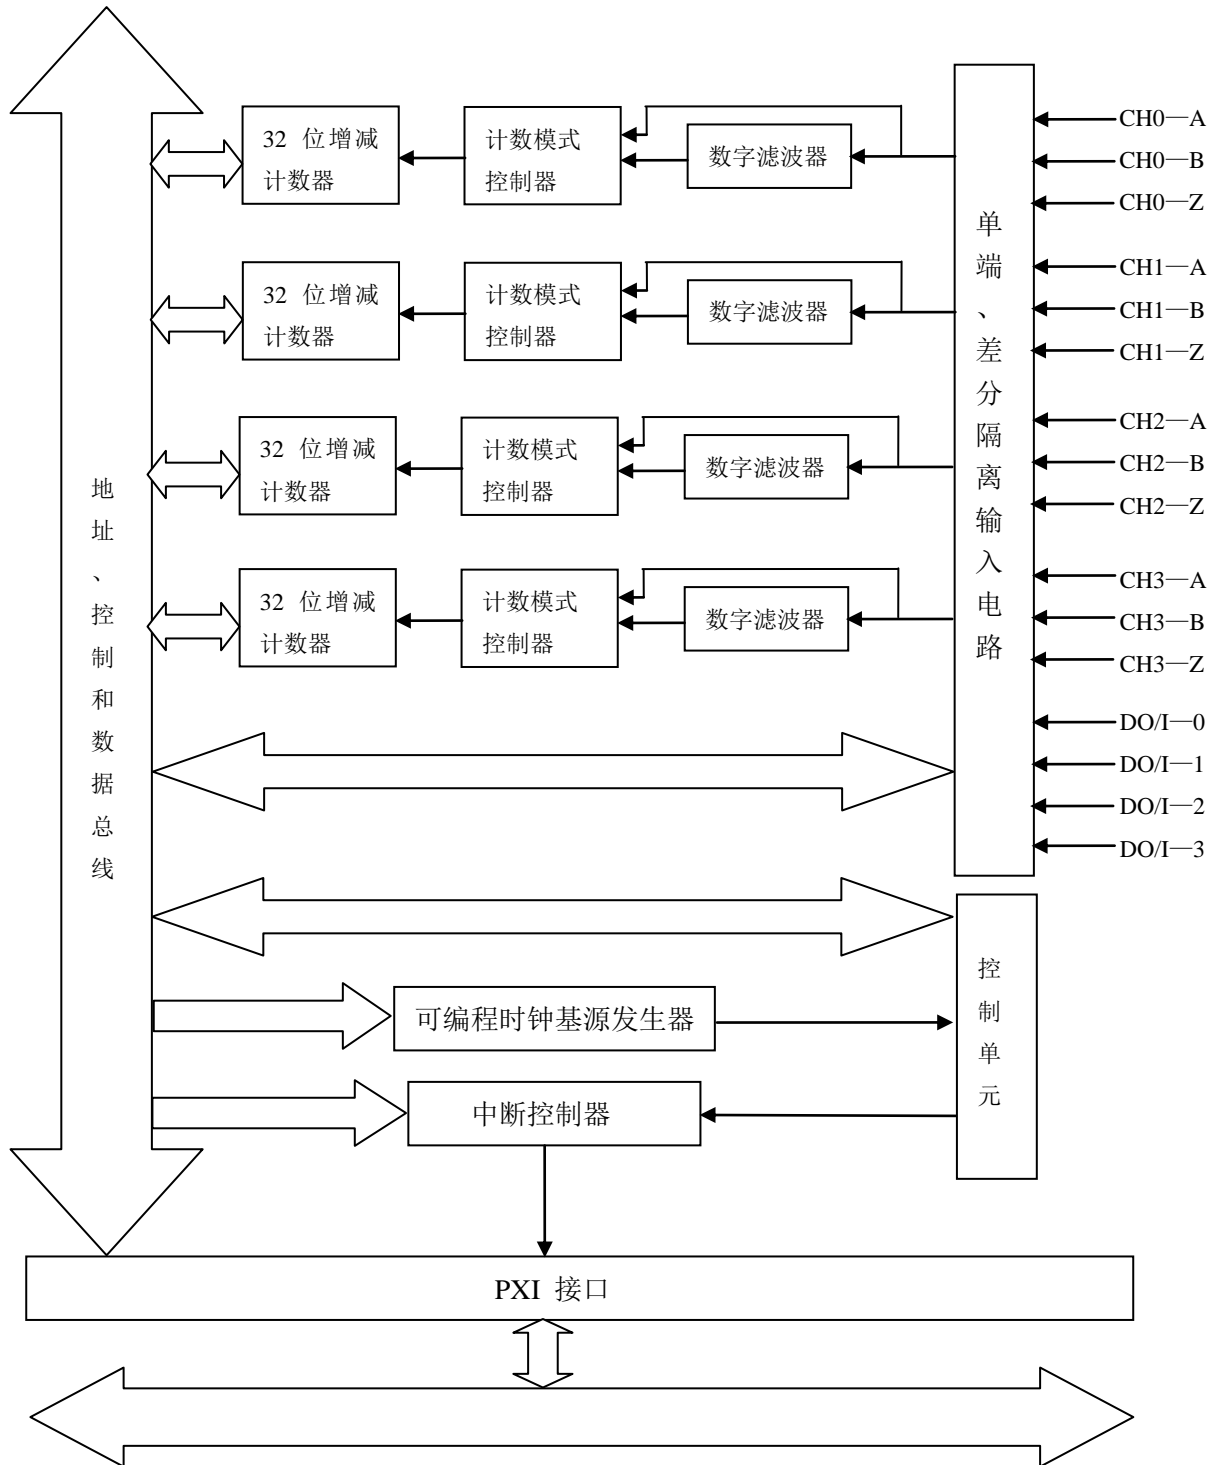 32 位增减
计数器
计数模式
控制器
数字滤波器
CH0—A
CH0—B
CH0—Z
32 位增减
计数器
计数模式
控制器
数字滤波器
CH1—A
CH1—B
CH1—Z
32 位增减
计数器
计数模式
控制器
数字滤波器
CH2—A
CH2—B
CH2—Z
32 位增减
计数器
计数模式
控制器
数字滤波器
CH3—A
CH3—B
CH3—Z
DO/I—0
DO/I—1
DO/I—2
DO/I—3
单端、差分隔离输入电路
地址、控制和数据总线
控制单元
可编程时钟基源发生器
中断控制器
PXI 接口